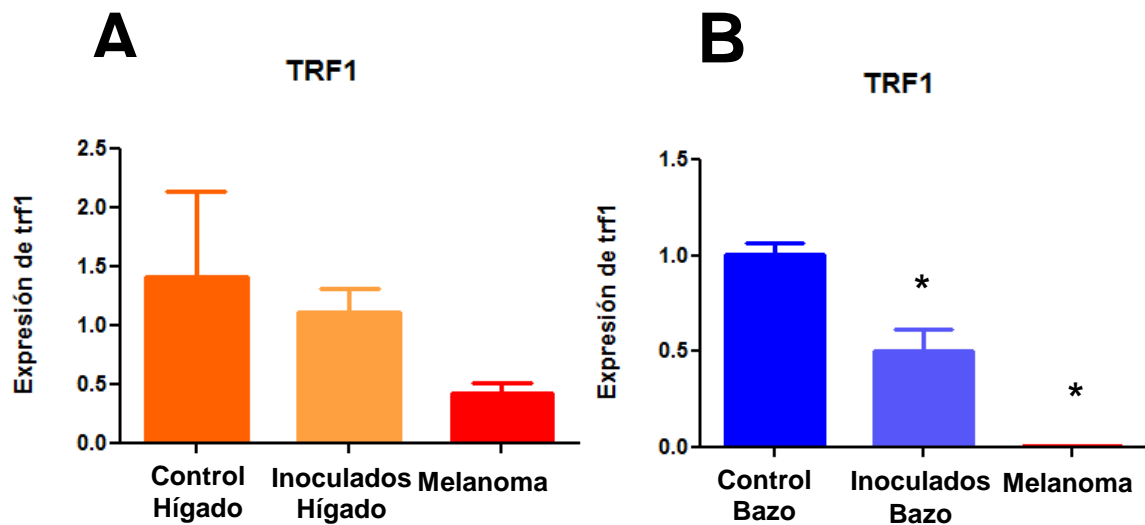 A
TRF1
Expresión de trf1
2.5
2.0
1.5
1.0
0.5
0.0
Control
Hígado
Inoculados
Hígado
Melanoma
B
TRF1
Expresión de trf1
1.5
1.0
0.5
0.0
*
*
Control
Bazo
Inoculados
Bazo
Melanoma